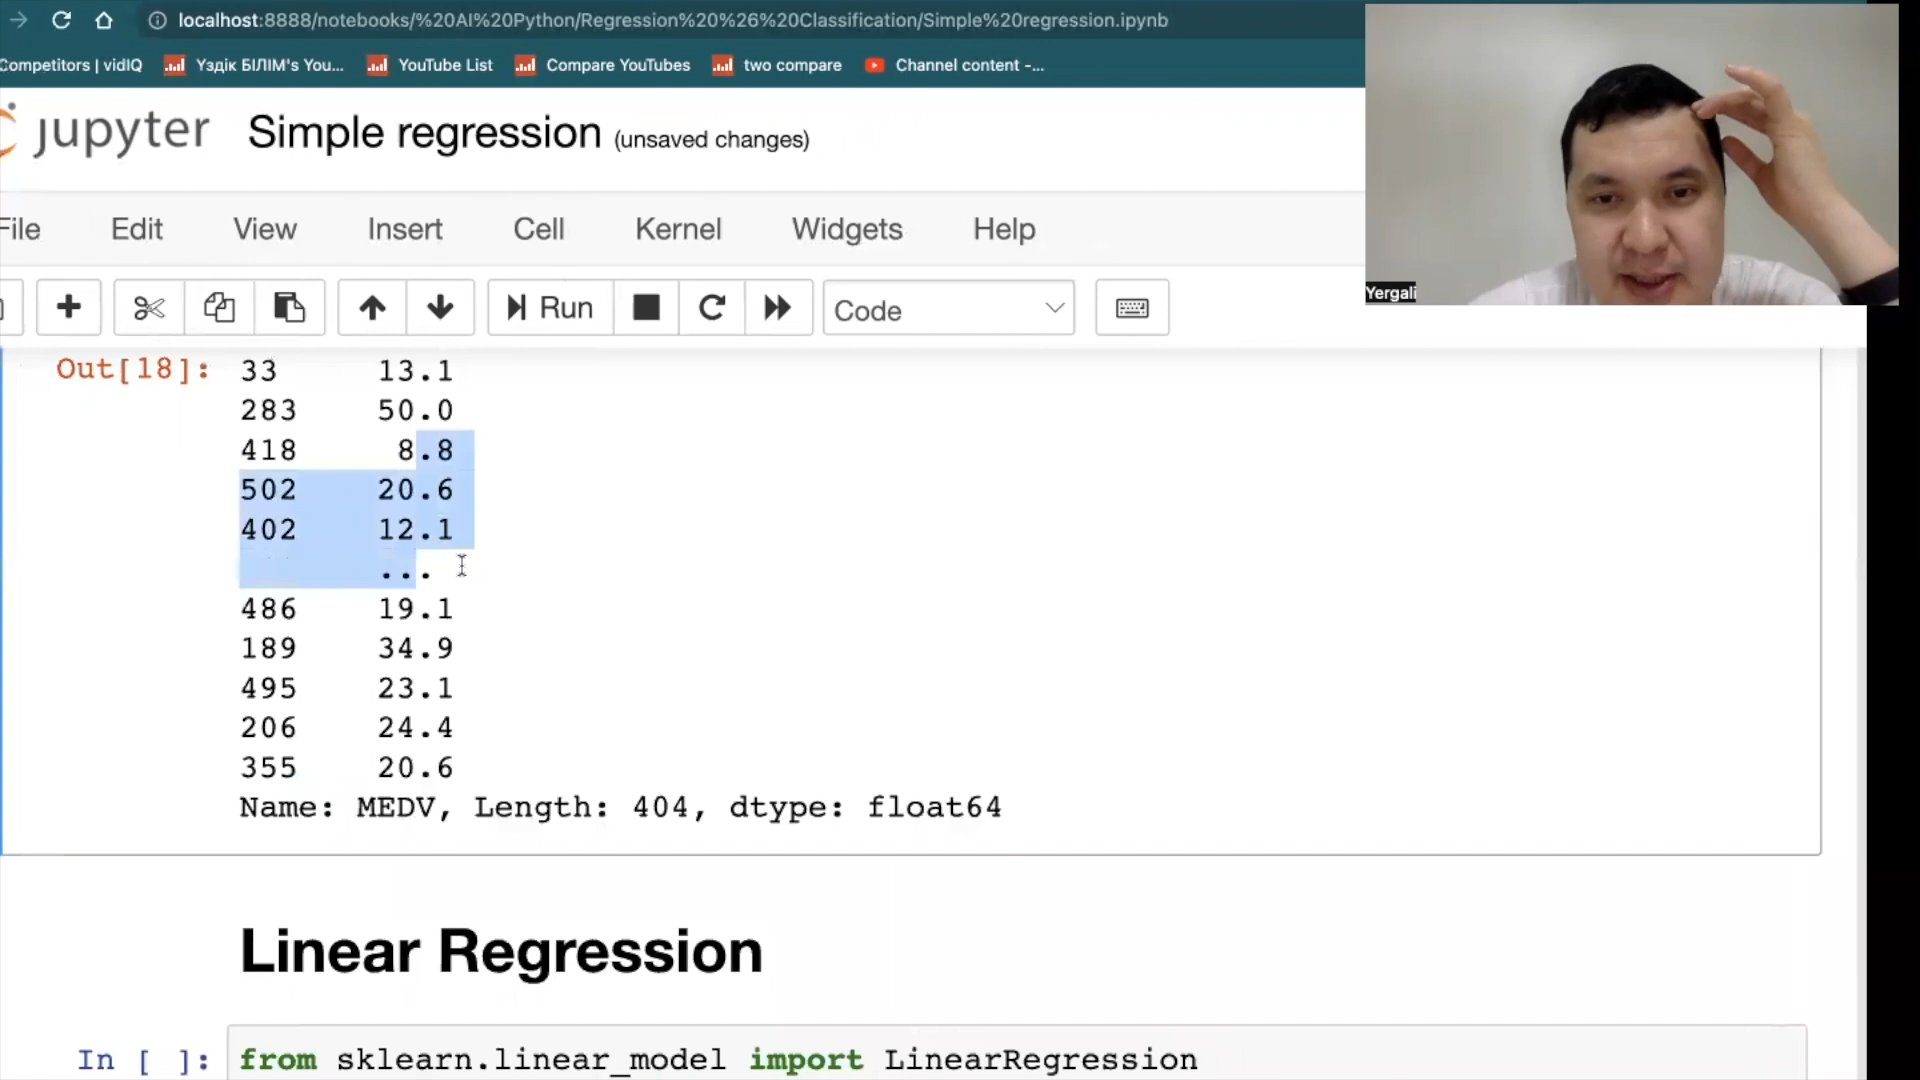 localhost:8888/notebooks/%20AI%20Python/Regression%20%26%20Classification/Simple%20regression.ipynb
Competitors | vidIQ Үздік БІЛІМ's You... YouTube List Compare YouTubes two compare Channel content -...
jupyter Simple regression (unsaved changes)
File Edit View Insert Cell Kernel Widgets Help
Run Code
Yergali
Out[18]: 33 13.1
283 50.0
418 8.8
502 20.6
402 12.1
...
486 19.1
189 34.9
495 23.1
206 24.4
355 20.6
Name: MEDV, Length: 404, dtype: float64
Linear Regression
In [ ]: from sklearn.linear_model import LinearRegression